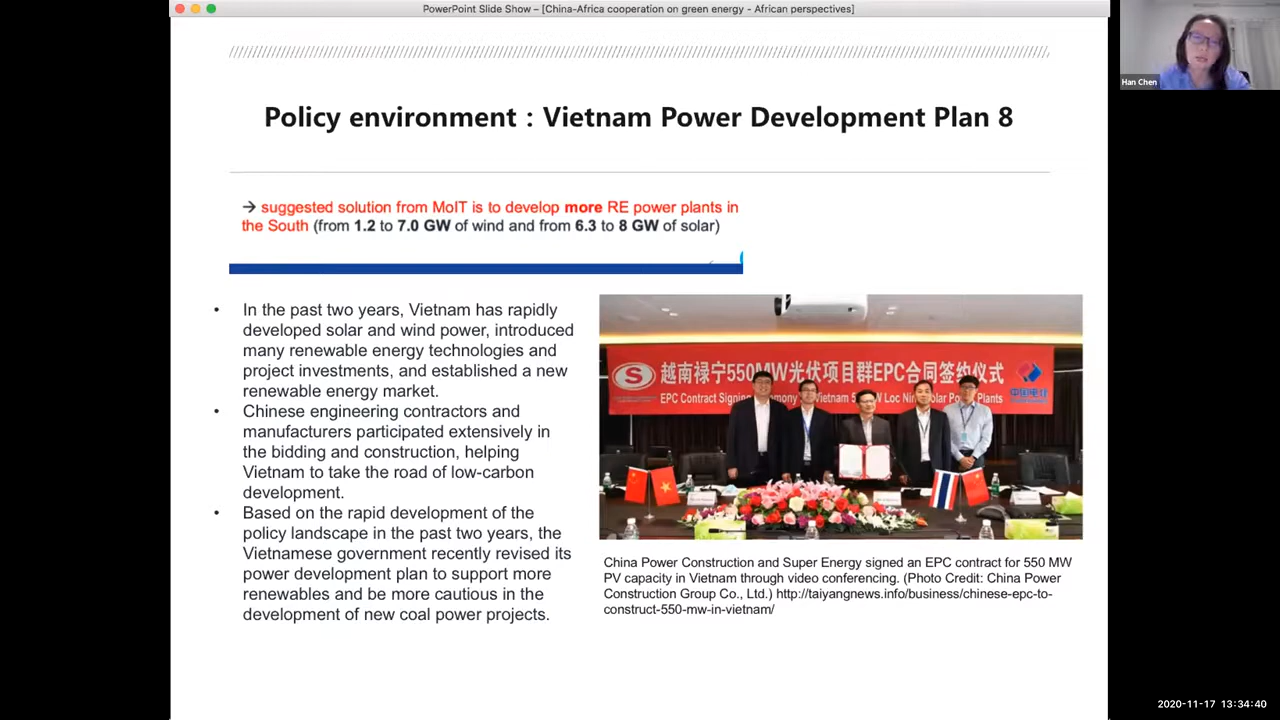 PowerPoint Slide Show – [China-Africa cooperation on green energy - African perspectives]
Han Chen
Policy environment：Vietnam Power Development Plan 8
→ suggested solution from MoIT is to develop more RE power plants in
the South (from 1.2 to 7.0 GW of wind and from 6.3 to 8 GW of solar)
• In the past two years, Vietnam has rapidly
developed solar and wind power, introduced
many renewable energy technologies and
project investments, and established a new
renewable energy market.
• Chinese engineering contractors and
manufacturers participated extensively in
the bidding and construction, helping
Vietnam to take the road of low-carbon
development.
• Based on the rapid development of the
policy landscape in the past two years, the
Vietnamese government recently revised its
power development plan to support more
renewables and be more cautious in the
development of new coal power projects.
越南禄宁550MW光伏项目群EPC合同签约仪式
EPC Contract Signing Vietnam Loc Plants
中国电建
China Power Construction and Super Energy signed an EPC contract for 550 MW
PV capacity in Vietnam through video conferencing. (Photo Credit: China Power
Construction Group Co., Ltd.) http://taiyangnews.info/business/chinese-epc-to-
construct-550-mw-in-vietnam/
2020-11-17 13:34:40